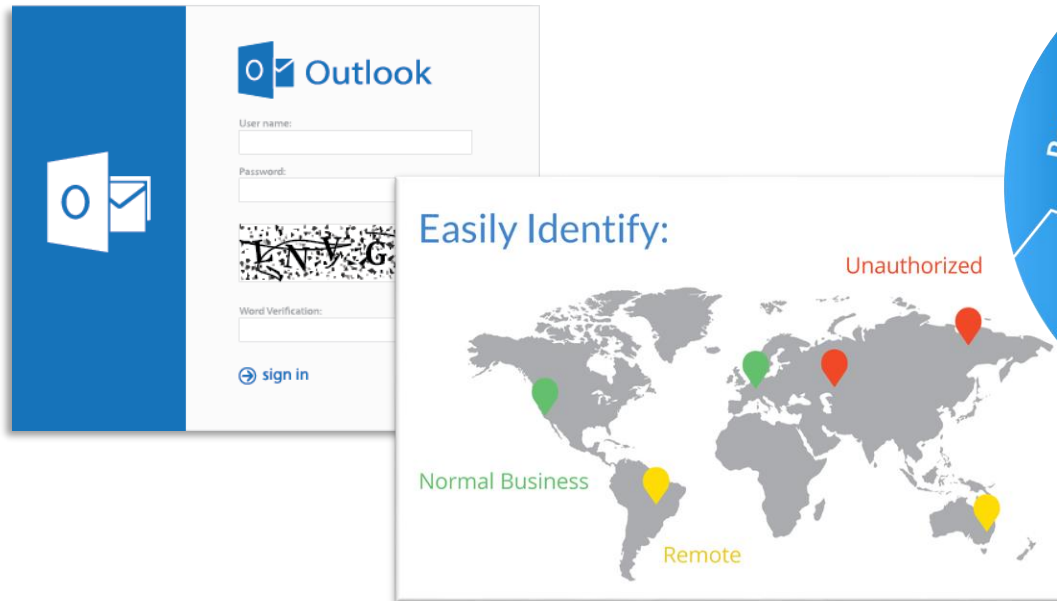 Outlook
User name:
Password:
Word Verification:
sign in
Easily Identify:
Unauthorized
Normal Business
Remote